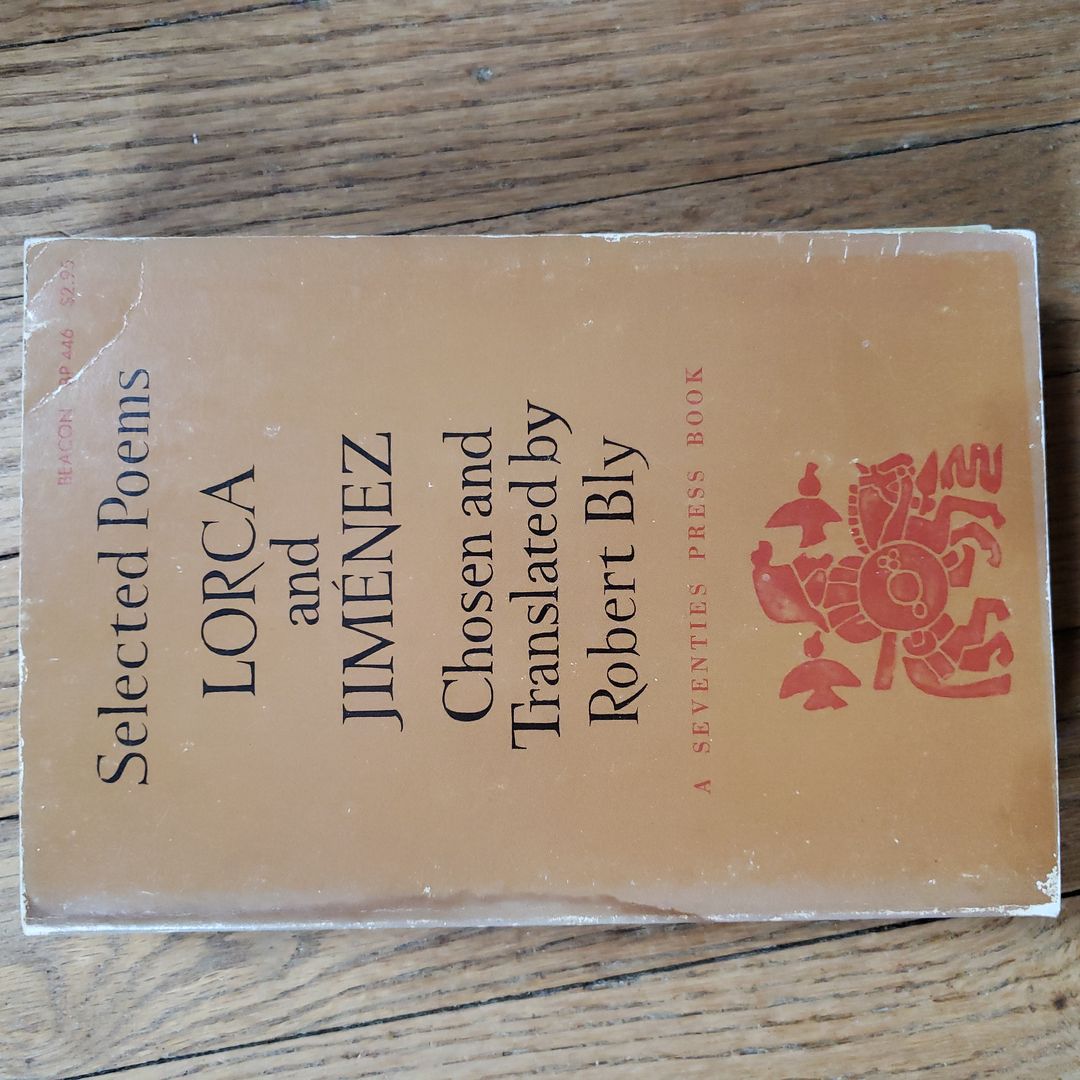 BEACON BP 446 $2.95
Selected Poems
LORCA
and
JIMÉNEZ
Chosen and
Translated by
Robert Bly
A SEVENTIES PRESS BOOK